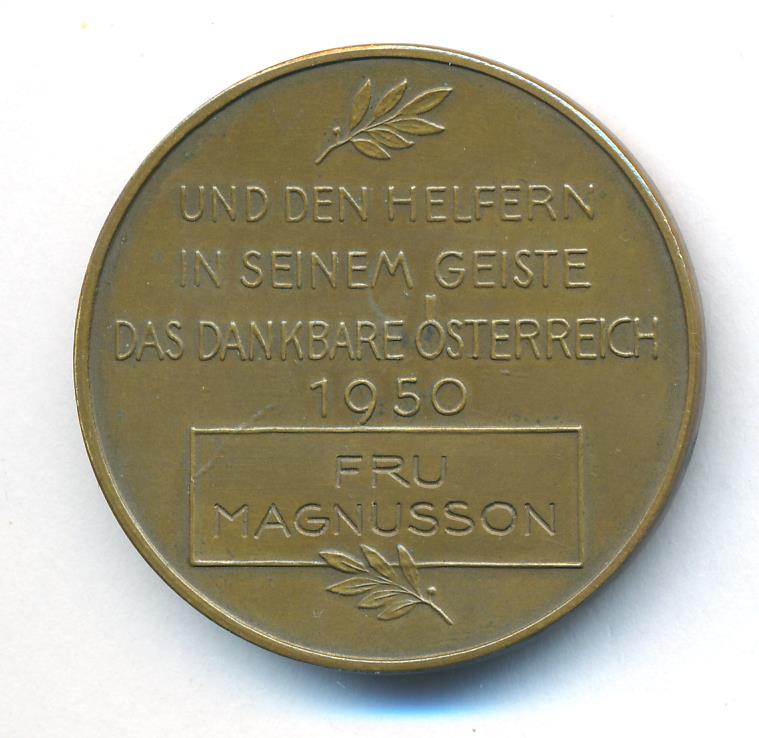 UND DEN HELFERN
IN SEINEM GEISTE
DAS DANKBARE ÖSTERREICH
1950
FRU
MAGNUSSON